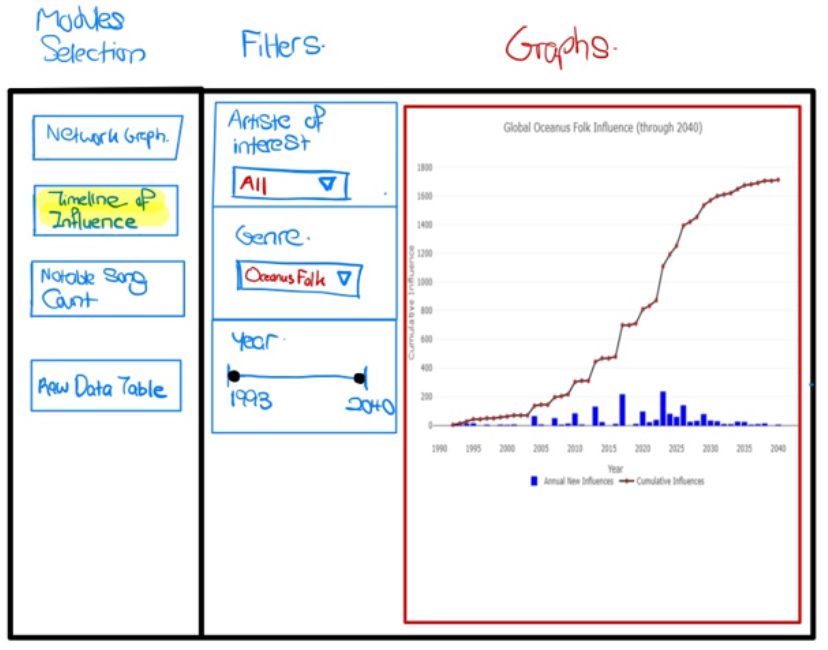 Modules
Selection
Filters.
Graphs.
Network Graph.
Timeline of
Influence
Notable Song
Count
Raw Data Table
Artiste of
interest
All
Genre.
Oceanus Folk
Year.
1993
2040
Global Oceanus Folk Influence (through 2040)
Cumulative Influence
1800
1600
1400
1200
1000
800
600
400
200
0
1990 1995 2000 2005 2010 2015 2020 2025 2030 2035 2040
Year
Annual New Influences Cumulative Influences